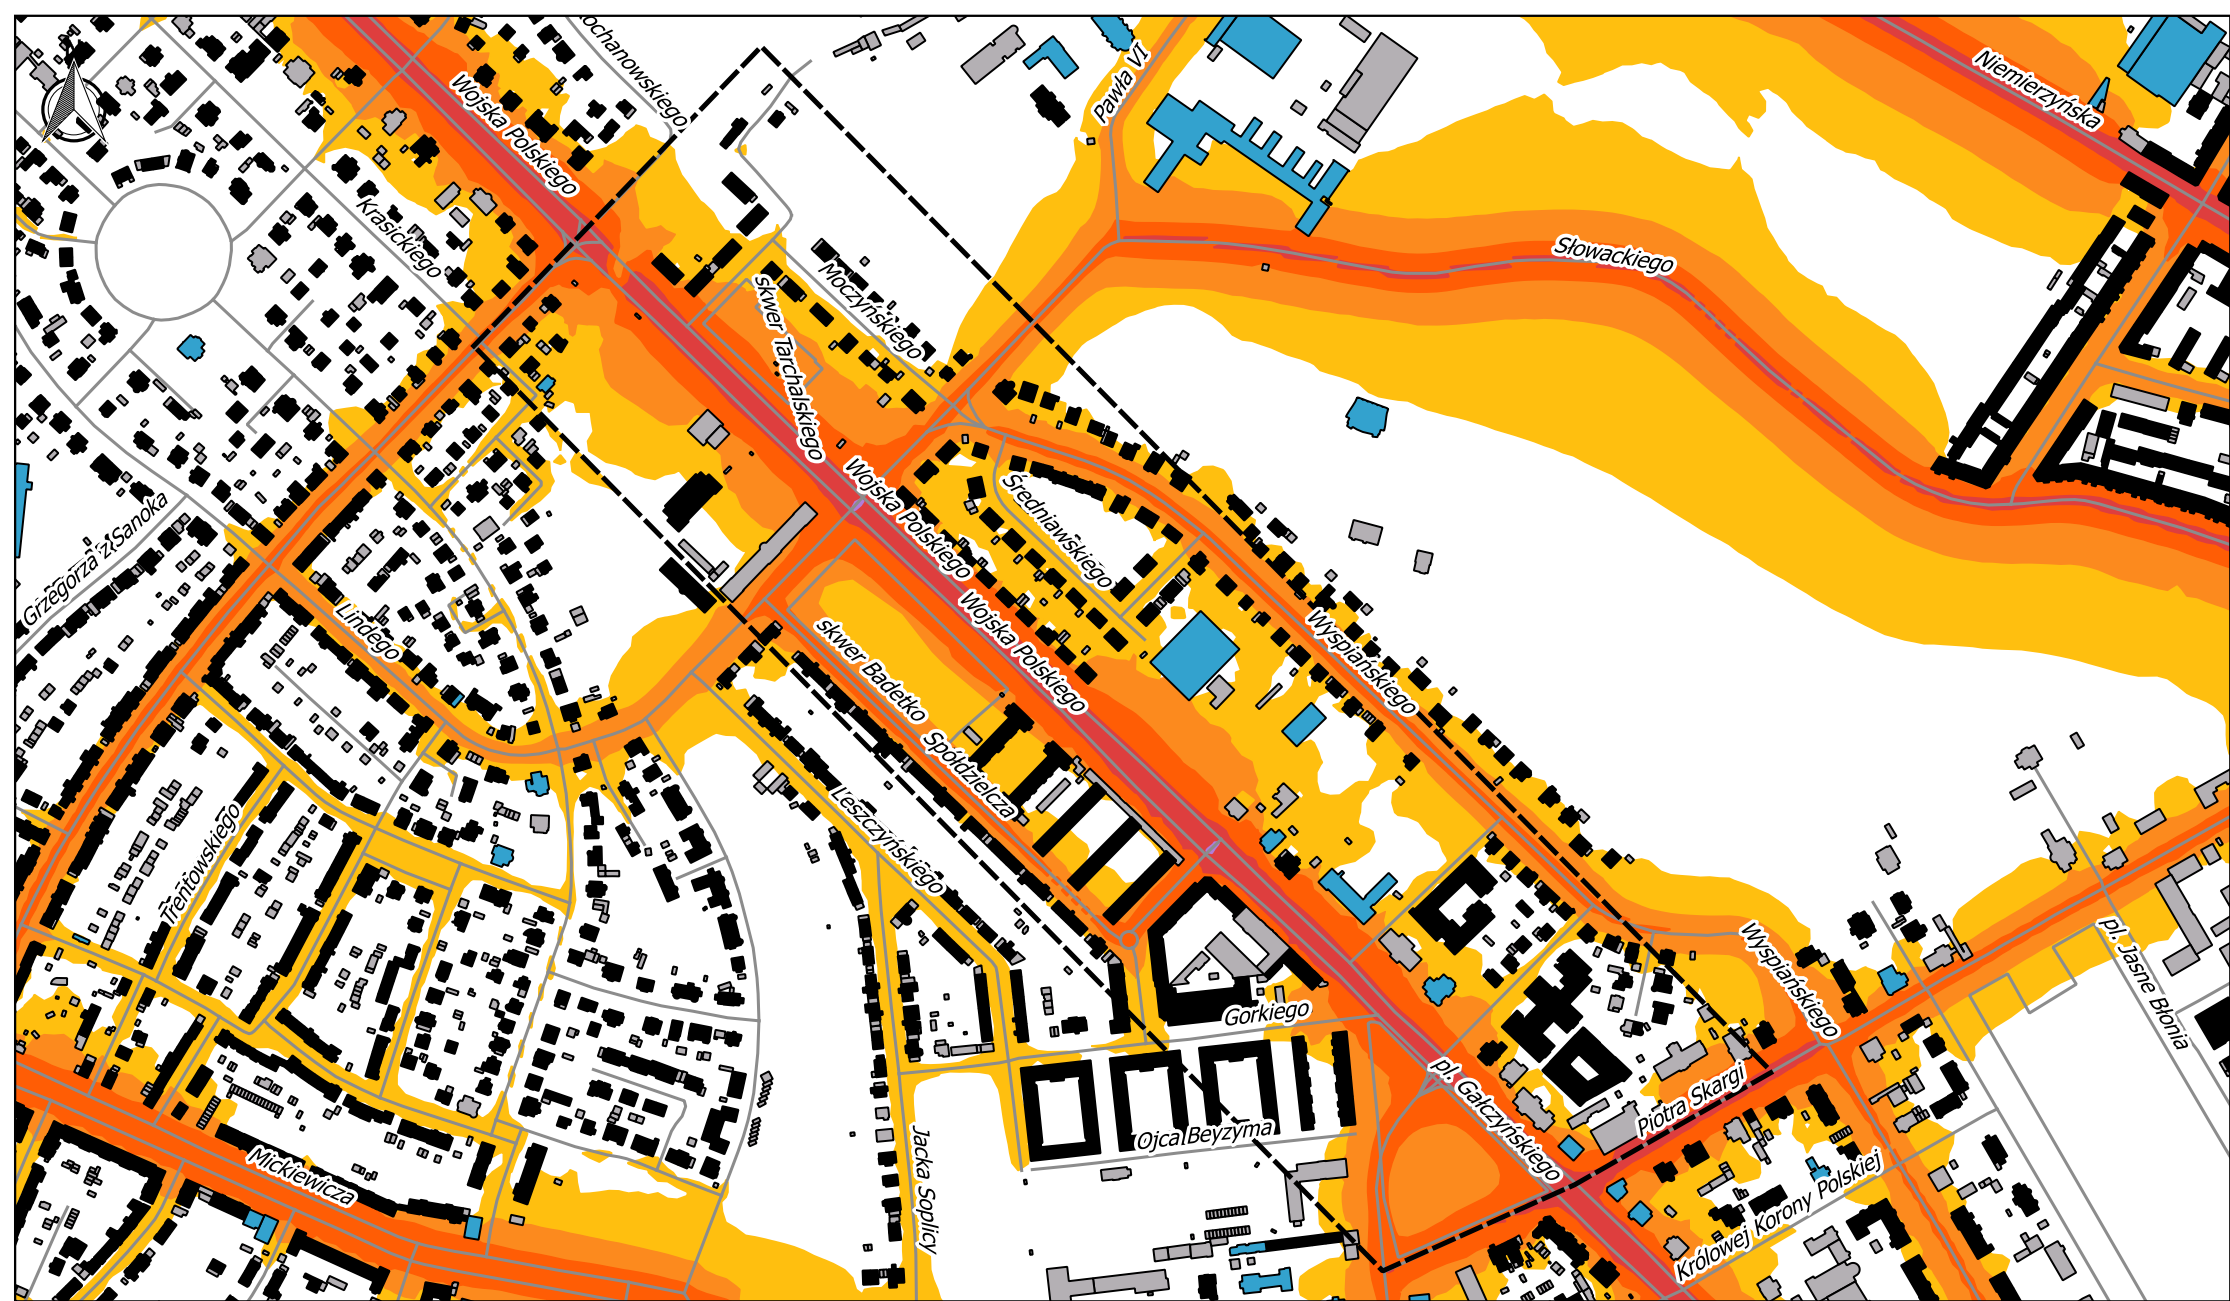 Kochanowskiego
Pawła VI
Niemierzyńska
Wojska Polskiego
Krasickiego
Słowackiego
Moczyńskiego
skwer Tarchalskiego
Wojska Polskiego
Średniawskiego
Grzegorza z Sanoka
Wojska Polskiego
Lindego
skwer Badetko
Wyspiańskiego
Spółdzielcza
Leszczyńskiego
Trentowskiego
Wyspiańskiego
pl. Jasne Błonia
Gorkiego
pl. Gałczyńskiego
Piotra Skargi
Ojca Beyzyma
Jacka Soplicy
Mickiewicza
Królowej Korony Polskiej